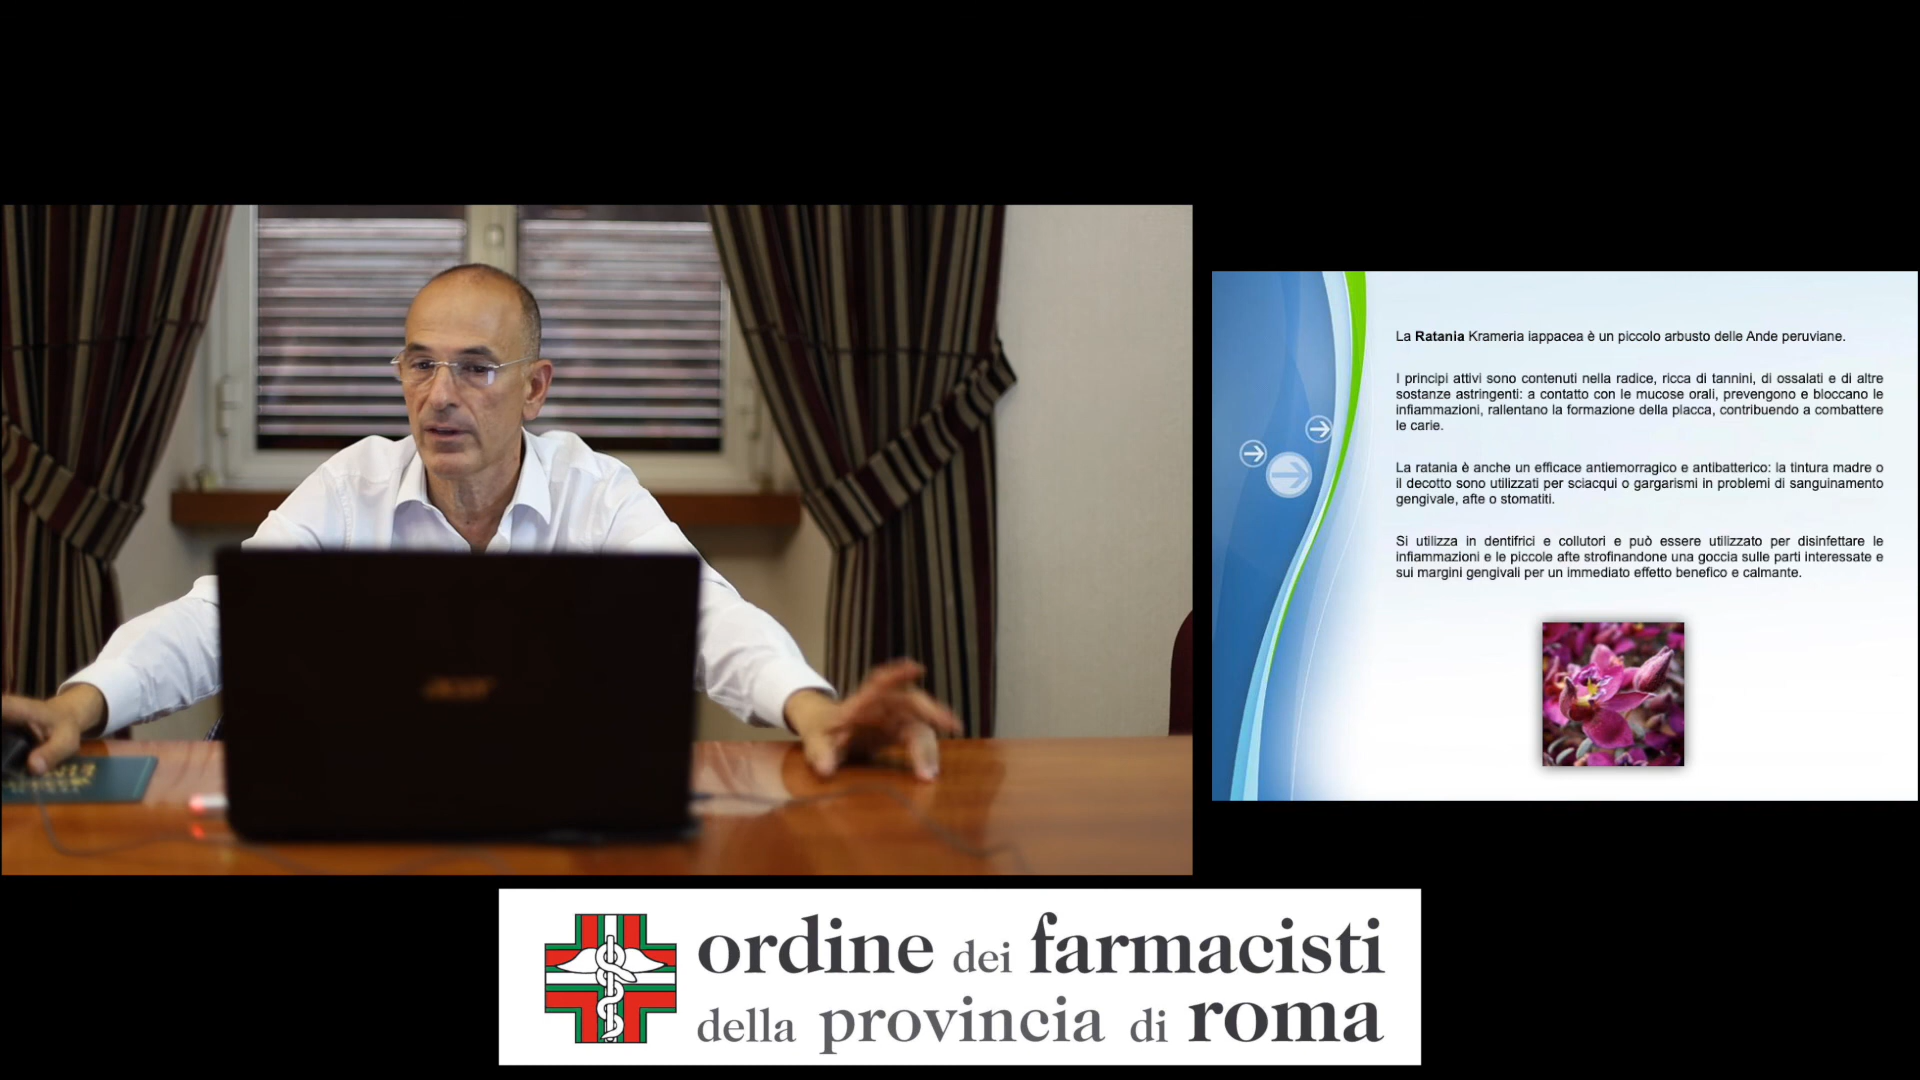 La Ratania Krameria iappacea è un piccolo arbusto delle Ande peruviane.
I principi attivi sono contenuti nella radice, ricca di tannini, di ossalati e di altre
sostanze astringenti: a contatto con le mucose orali, prevengono e bloccano le
infiammazioni, rallentano la formazione della placca, contribuendo a combattere
le carie.
La ratania è anche un efficace antiemorragico e antibatterico: la tintura madre o
il decotto sono utilizzati per sciacqui o gargarismi in problemi di sanguinamento
gengivale, afte o stomatiti.
Si utilizza in dentifrici e collutori e può essere utilizzato per disinfettare le
infiammazioni e le piccole afte strofinandone una goccia sulle parti interessate e
sui margini gengivali per un immediato effetto benefico e calmante.
acer
ordine dei farmacisti
della provincia di roma